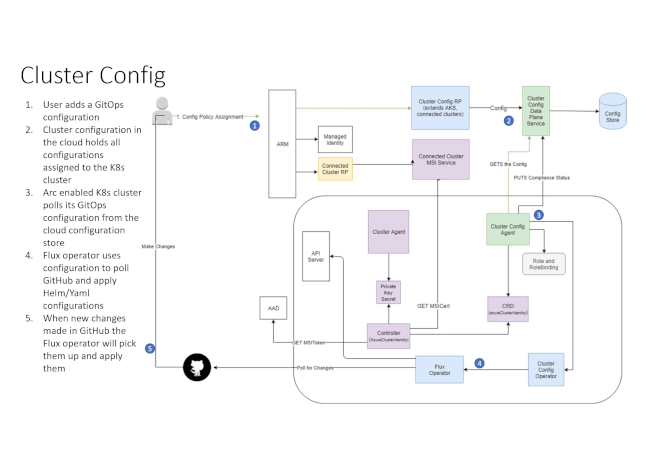 Cluster Config
1. User adds a GitOps
configuration
2. Cluster configuration in
the cloud holds all
configurations
assigned to the K8s
cluster
3. Arc enabled K8s cluster
polls its GitOps
configuration from the
cloud configuration
store
4. Flux operator uses
configuration to poll
GitHub and apply
Helm/Yaml
configurations
5. When new changes
made in GitHub the
Flux operator will pick
them up and apply
them
1. Config Policy Assignment
1
ARM
Managed
Identity
Connected
Cluster RP
Cluster Config RP
(extends AKS,
connected clusters)
Config
2
Cluster
Config
Data
Plane
Service
Config
Store
Connected Cluster
MSI Service
GETS the Config
PUTS Compliance Status
3
Cluster Config
Agent
Role and
RoleBinding
Cluster Agent
API
Server
Private
Key
Secret
GET MSICert
CRD
(azureClusterIdentity)
AAD
Controller
(AzureClusterIdentity)
GET MSIToken
Make Changes
5
Poll for Changes
Flux
Operator
4
Cluster
Config
Operator